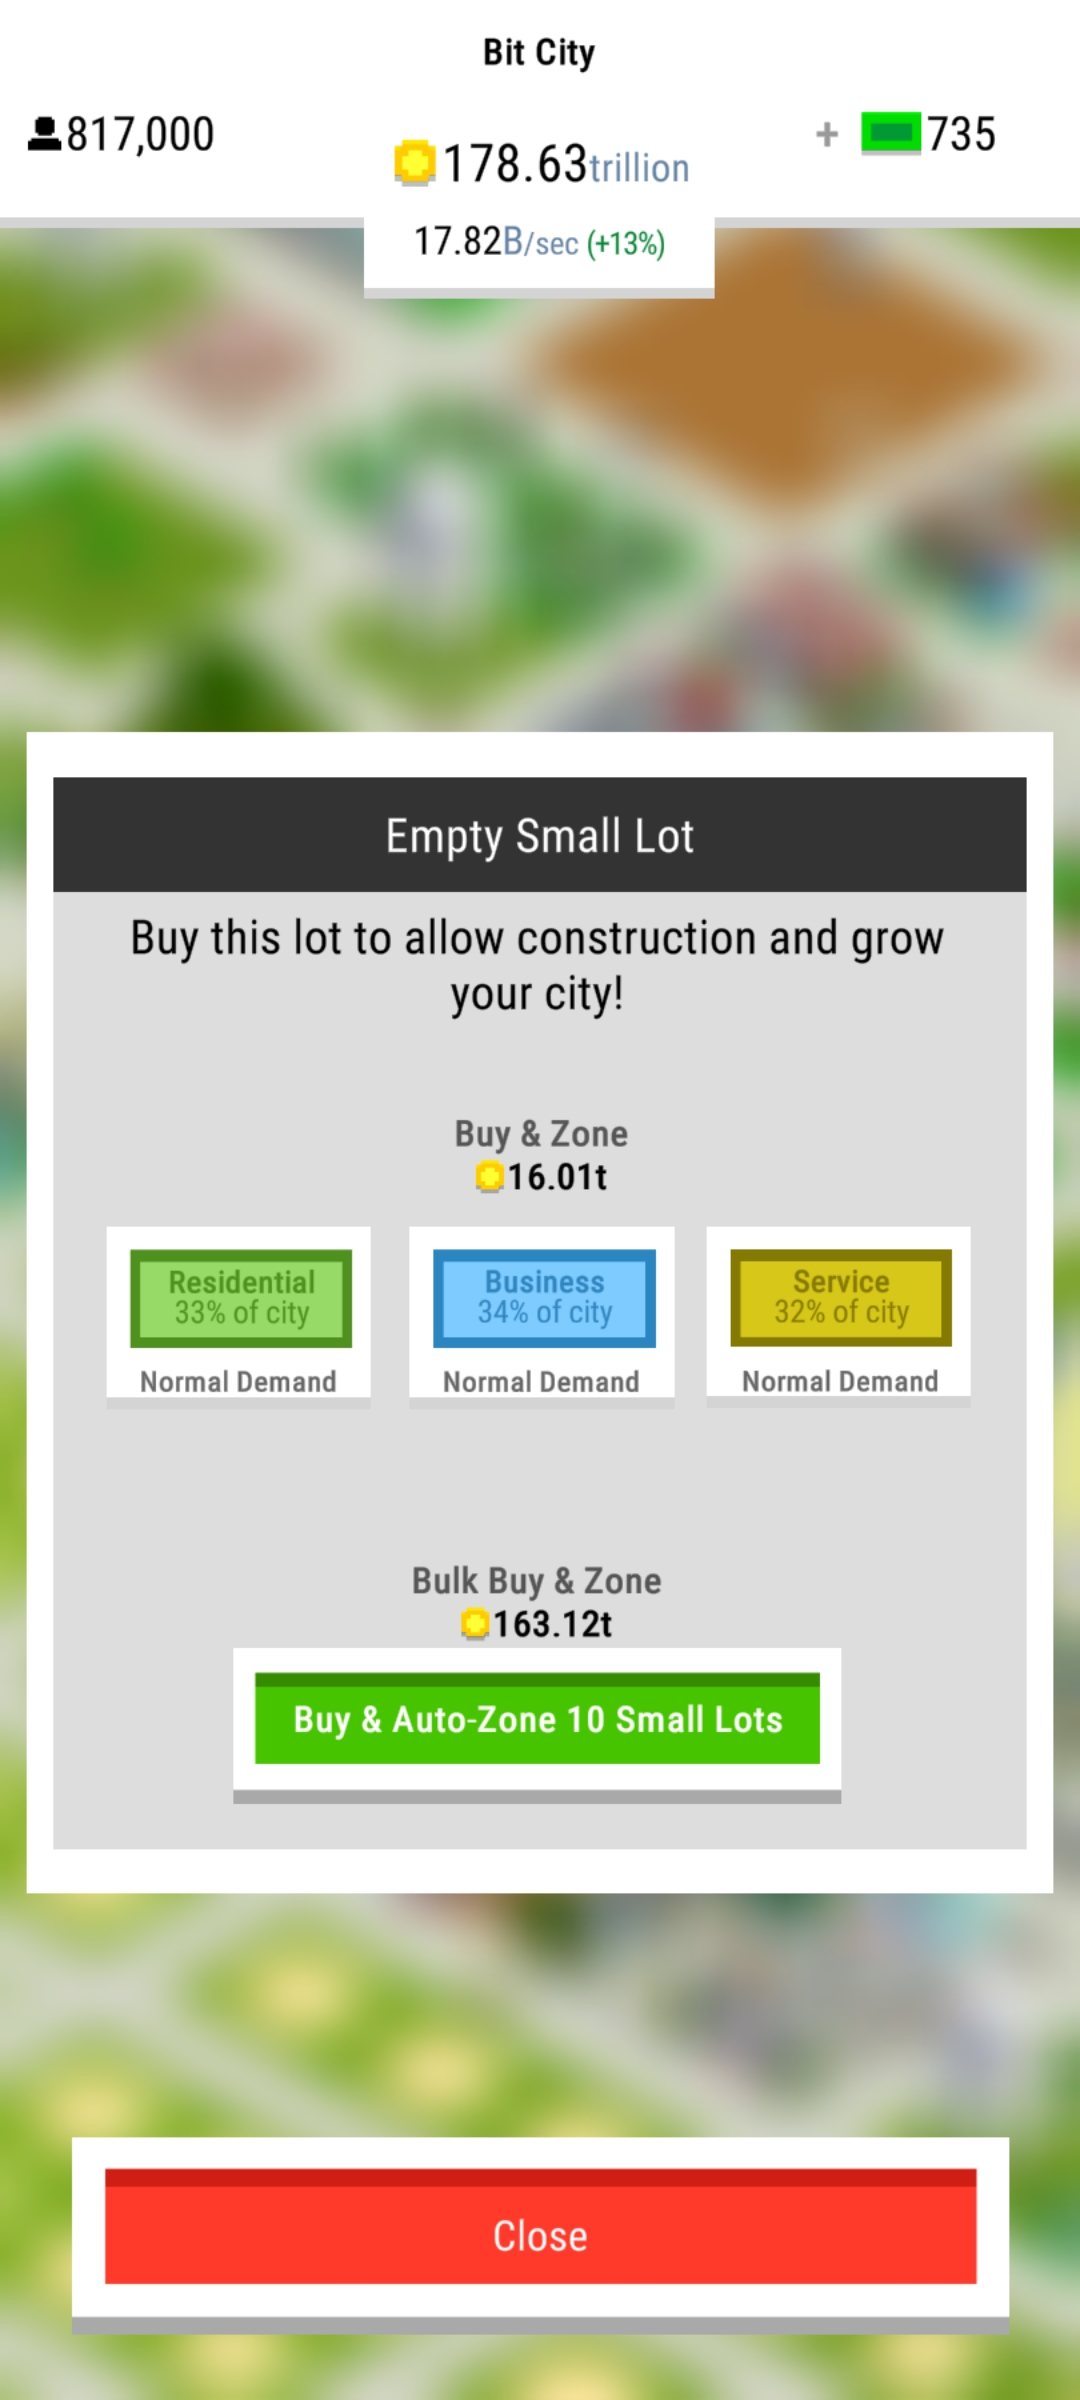 Bit City
817,000
178.63trillion
+ 735
17.82B/sec (+13%)
Empty Small Lot
Buy this lot to allow construction and grow
your city!
Buy & Zone
16.01t
Residential
33% of city
Normal Demand
Business
34% of city
Normal Demand
Service
32% of city
Normal Demand
Bulk Buy & Zone
163.12t
Buy & Auto-Zone 10 Small Lots
Close